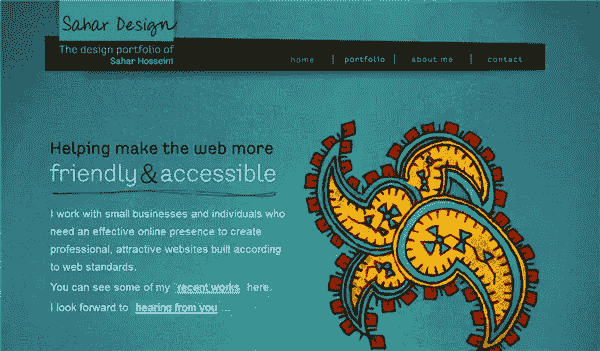 Sahar Design
The design portfolio of
Sahar Hosseini
home | portfolio | about me | contact
Helping make the web more
friendly & accessible
I work with small businesses and individuals who
need an effective online presence to create
professional, attractive websites built according
to web standards.
You can see some of my recent works here.
I look forward to hearing from you ...